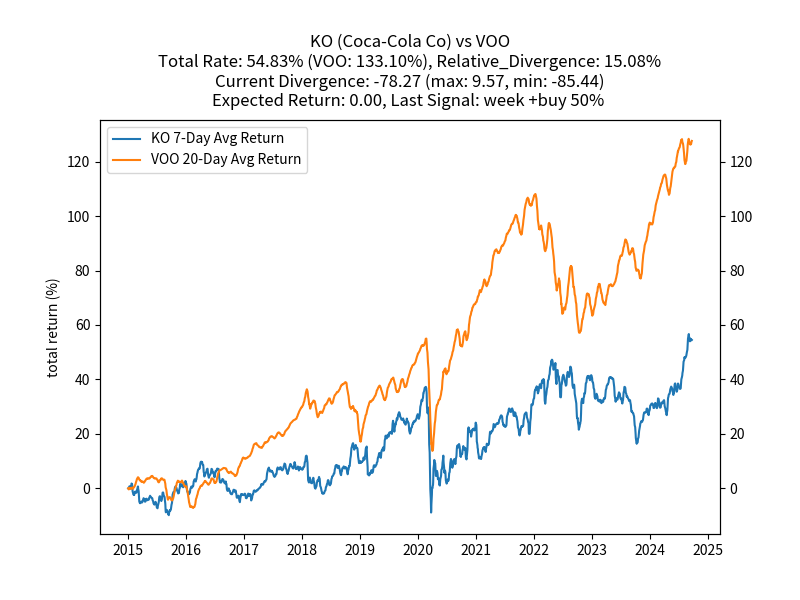 KO (Coca-Cola Co) vs VOO
Total Rate: 54.83% (VOO: 133.10%), Relative_Divergence: 15.08%
Current Divergence: -78.27 (max: 9.57, min: -85.44)
Expected Return: 0.00, Last Signal: week +buy 50%
KO 7-Day Avg Return
VOO 20-Day Avg Return
total return (%)
120 120
100 100
80 80
60 60
40 40
20 20
0 0
2015 2016 2017 2018 2019 2020 2021 2022 2023 2024 2025